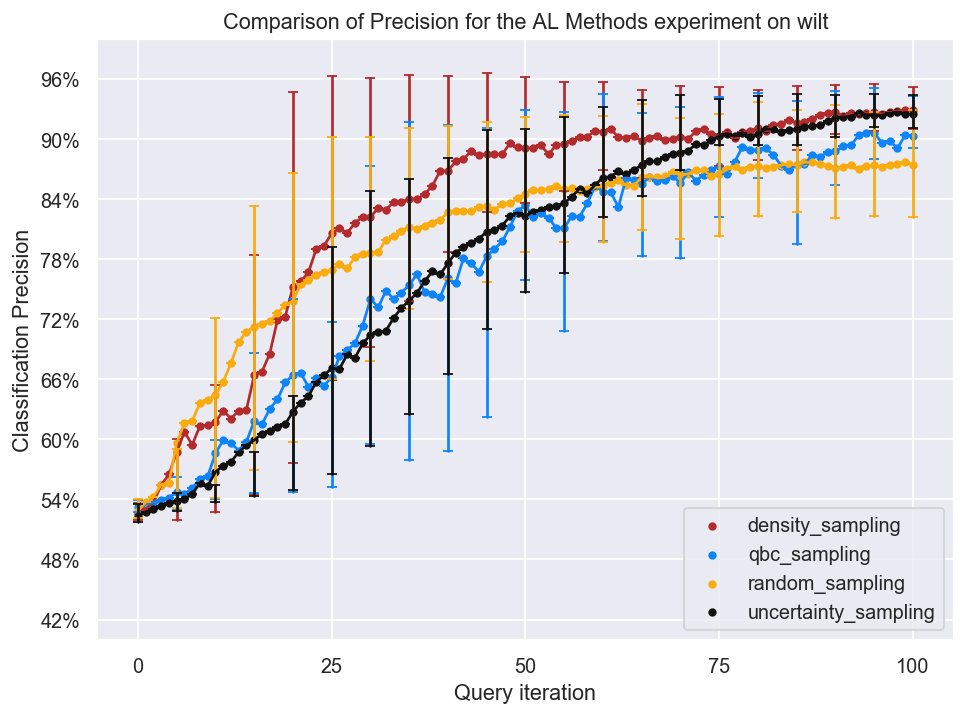 Comparison of Precision for the AL Methods experiment on wilt
Classification Precision
96%
90%
84%
78%
72%
66%
60%
54%
48%
42%
density_sampling
qbc_sampling
random_sampling
uncertainty_sampling
0
25
50
75
100
Query iteration